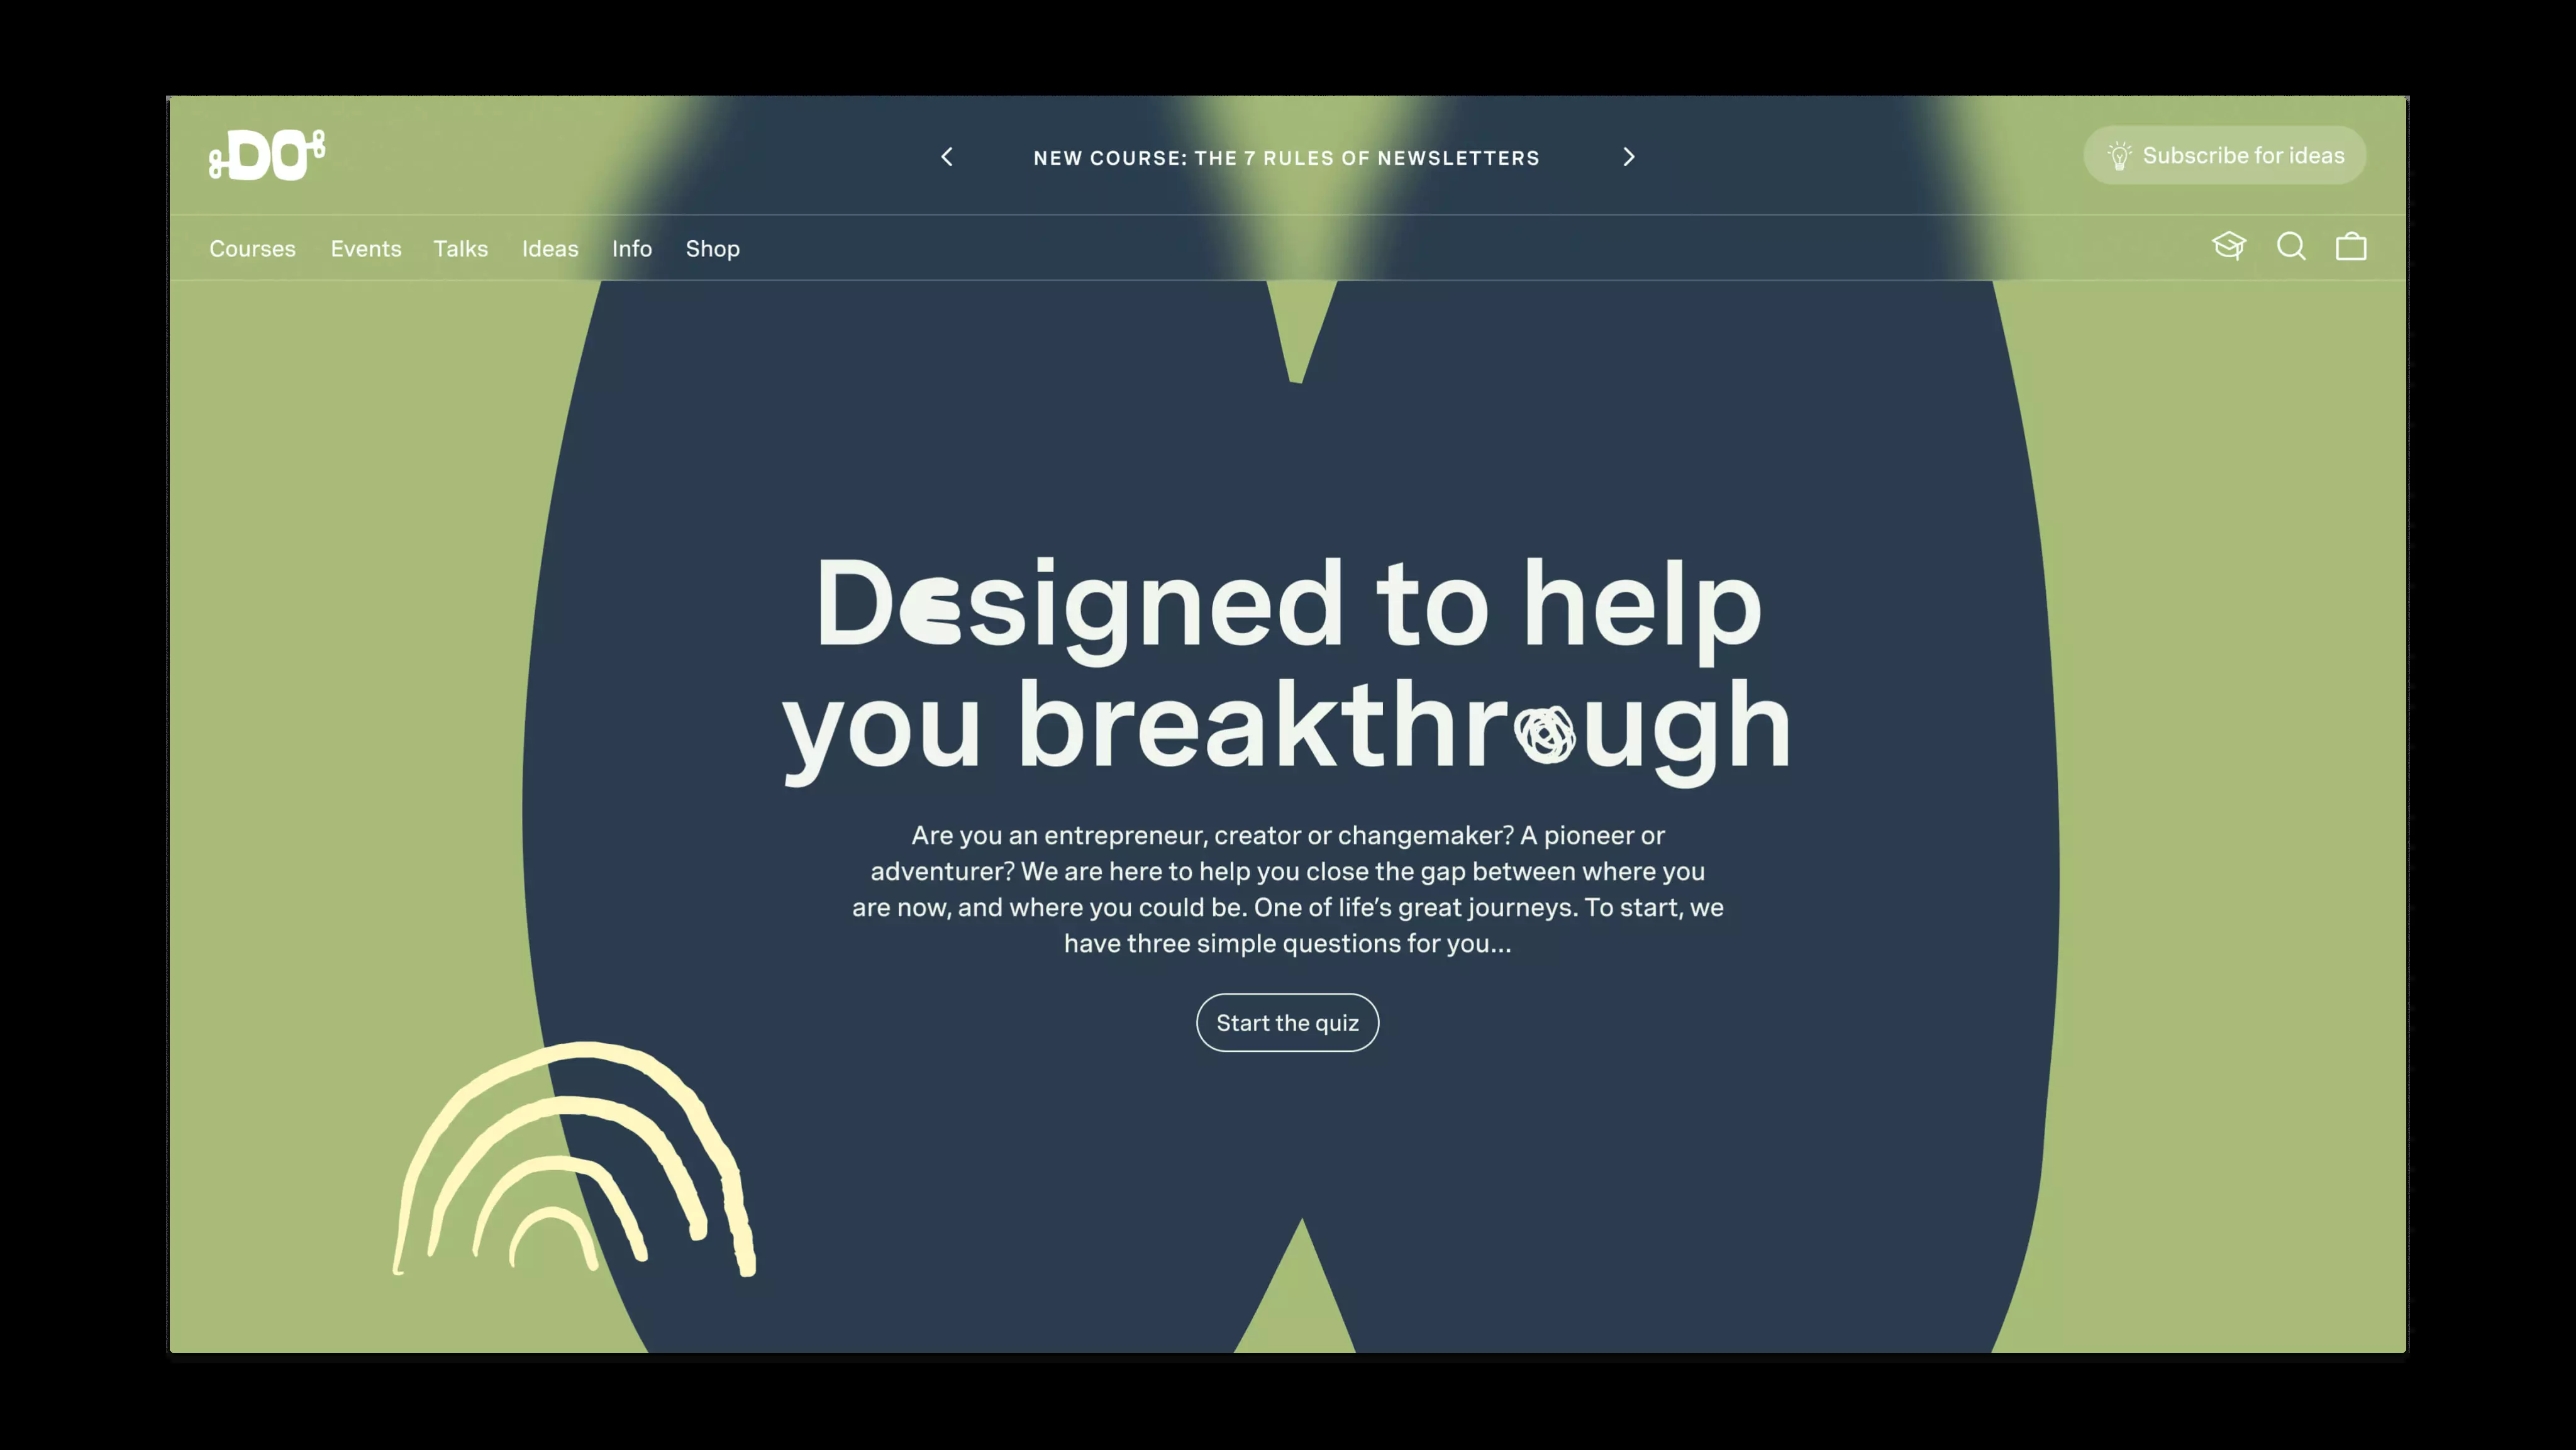 DO
NEW COURSE: THE 7 RULES OF NEWSLETTERS
Subscribe for ideas
Courses Events Talks Ideas Info Shop
Designed to help
you breakthrough
Are you an entrepreneur, creator or changemaker? A pioneer or
adventurer? We are here to help you close the gap between where you
are now, and where you could be. One of life’s great journeys. To start, we
have three simple questions for you...
Start the quiz